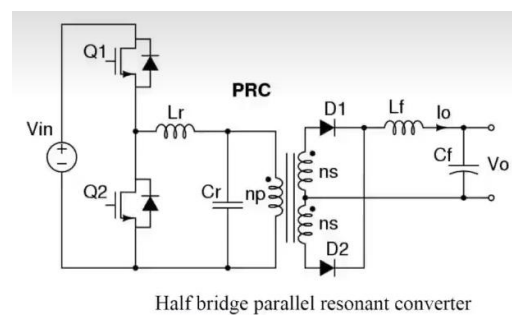 Q1
PRC
Lr
D1
Lf
Io
Vin
+
ns
Cf
Vo
Q2
Cr
np
ns
D2
Half bridge parallel resonant converter